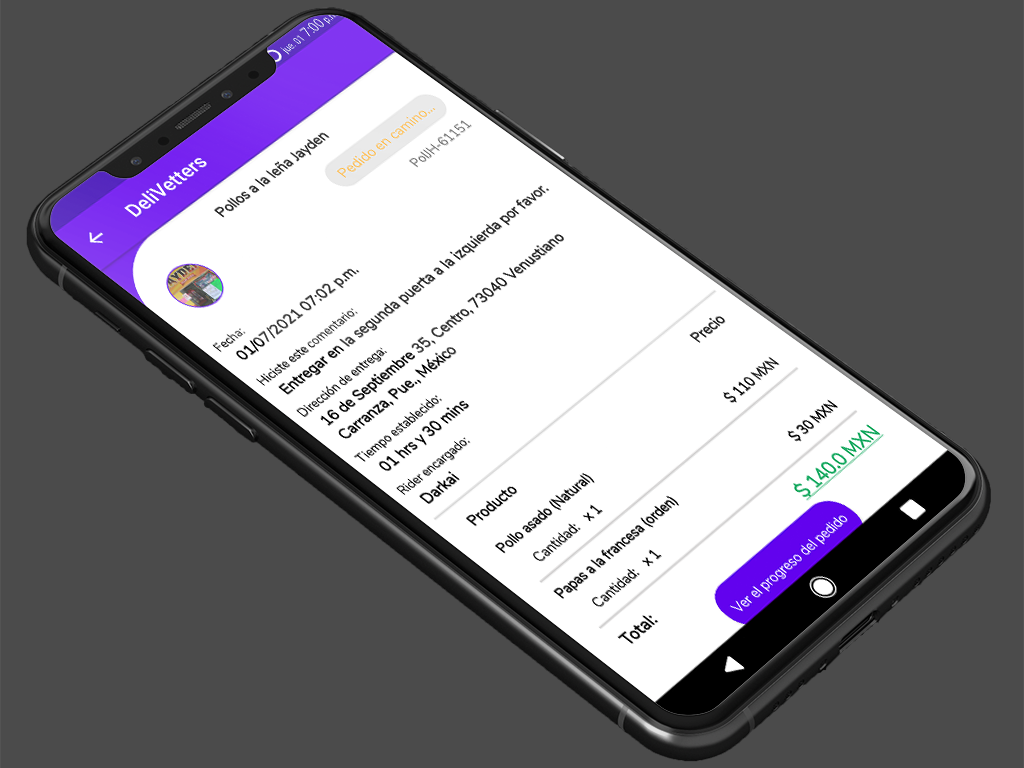 jue. 01 7:00 p.m.
DeliVetters
Pollos a la leña Jayden
Pedido en camino...
PolJH-61151
Fecha:
01/07/2021 07:02 p.m.
Hiciste este comentario:
Entregar en la segunda puerta a la izquierda por favor.
Dirección de entrega:
16 de Septiembre 35, Centro, 73040 Venustiano
Carranza, Pue., México
Tiempo establecido:
01 hrs y 30 mins
Rider encargado:
Darkai
Producto Precio
Pollo asado (Natural) $ 110 MXN
Cantidad: x 1
Papas a la francesa (orden) $ 30 MXN
Cantidad: x 1
Total: $ 140.0 MXN
Ver el progreso del pedido